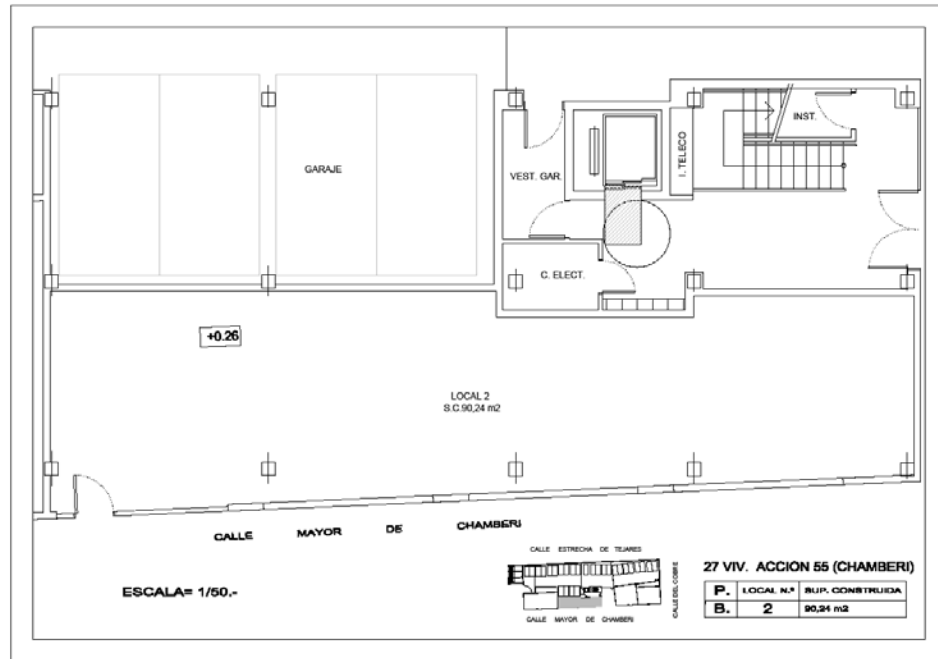 INST.
I. TELECO
GARAJE
VEST. GAR.
C. ELECT.
+0.26
LOCAL 2
S.C.90,24 m2
CALLE MAYOR DE CHAMBERI
ESCALA= 1/50.-
CALLE ESTRECHA DE TEJARES
CALLE DEL COBRE
CALLE MAYOR DE CHAMBERI
27 VIV. ACCIÓN 55 (CHAMBERI)
P. LOCAL N.º SUP. CONSTRUIDA
B. 2 90,24 m2